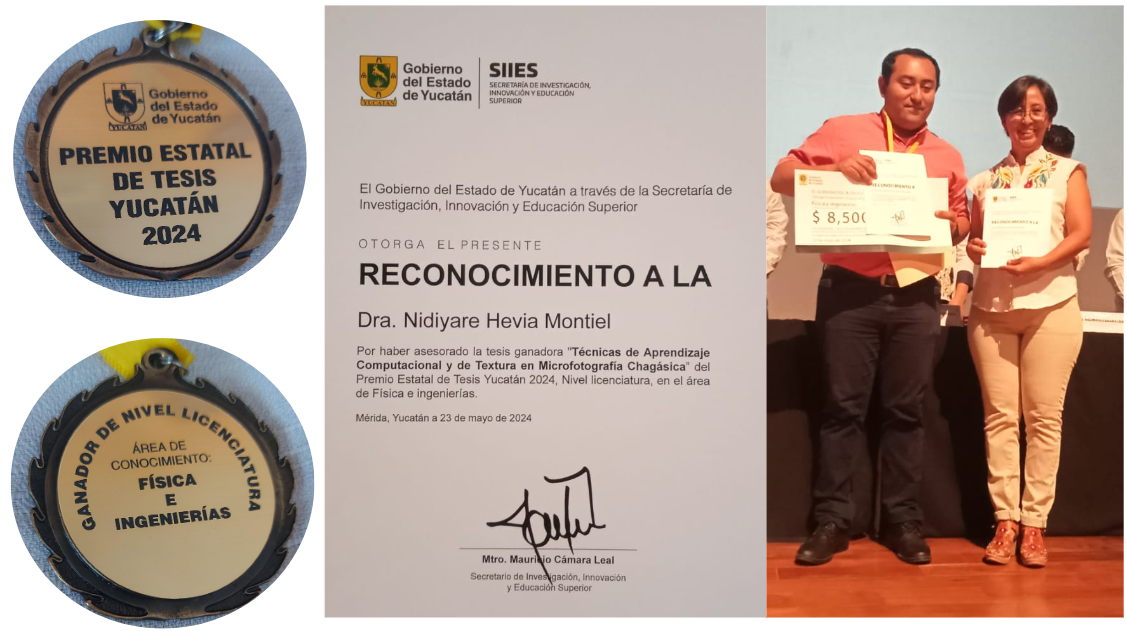 Gobierno
del Estado
de Yucatán
YUCATÁN
PREMIO ESTATAL
DE TESIS
YUCATÁN
2024
GANADOR DE NIVEL LICENCIATURA
ÁREA DE
CONOCIMIENTO:
FÍSICA
E
INGENIERÍAS
Gobierno
del Estado
de Yucatán
YUCATÁN
SIIES
SECRETARÍA DE INVESTIGACIÓN,
INNOVACIÓN Y EDUCACIÓN
SUPERIOR
El Gobierno del Estado de Yucatán a través de la Secretaría de
Investigación, Innovación y Educación Superior
OTORGA EL PRESENTE
RECONOCIMIENTO A LA
Dra. Nidiyare Hevia Montiel
Por haber asesorado la tesis ganadora "Técnicas de Aprendizaje
Computacional y de Textura en Microfotografía Chagásica" del
Premio Estatal de Tesis Yucatán 2024, Nivel licenciatura, en el área
de Física e ingenierías.
Mérida, Yucatán a 23 de mayo de 2024
Mtro. Mauricio Cámara Leal
Secretario de Investigación, Innovación
y Educación Superior
RECONOCIMIENTO A
$ 8,500
RECONOCIMIENTO A LA